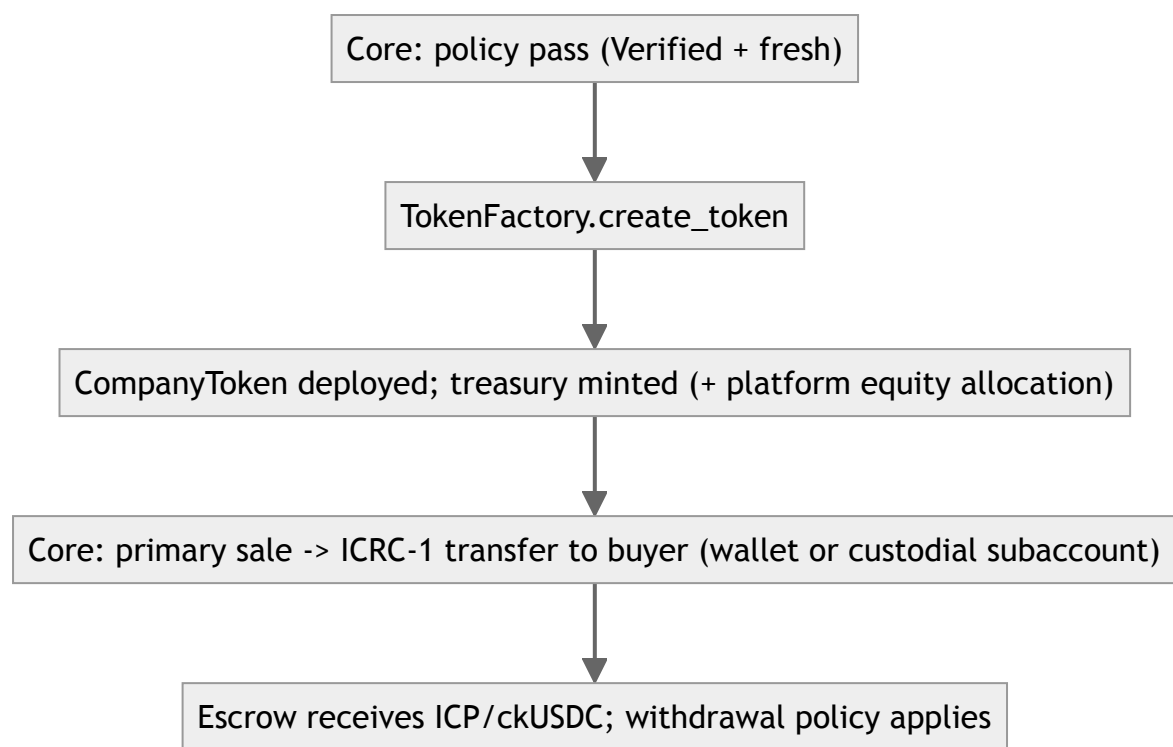 Core: policy pass (Verified + fresh)
TokenFactory.create_token
CompanyToken deployed; treasury minted (+ platform equity allocation)
Core: primary sale -> ICRC-1 transfer to buyer (wallet or custodial subaccount)
Escrow receives ICP/ckUSDC; withdrawal policy applies